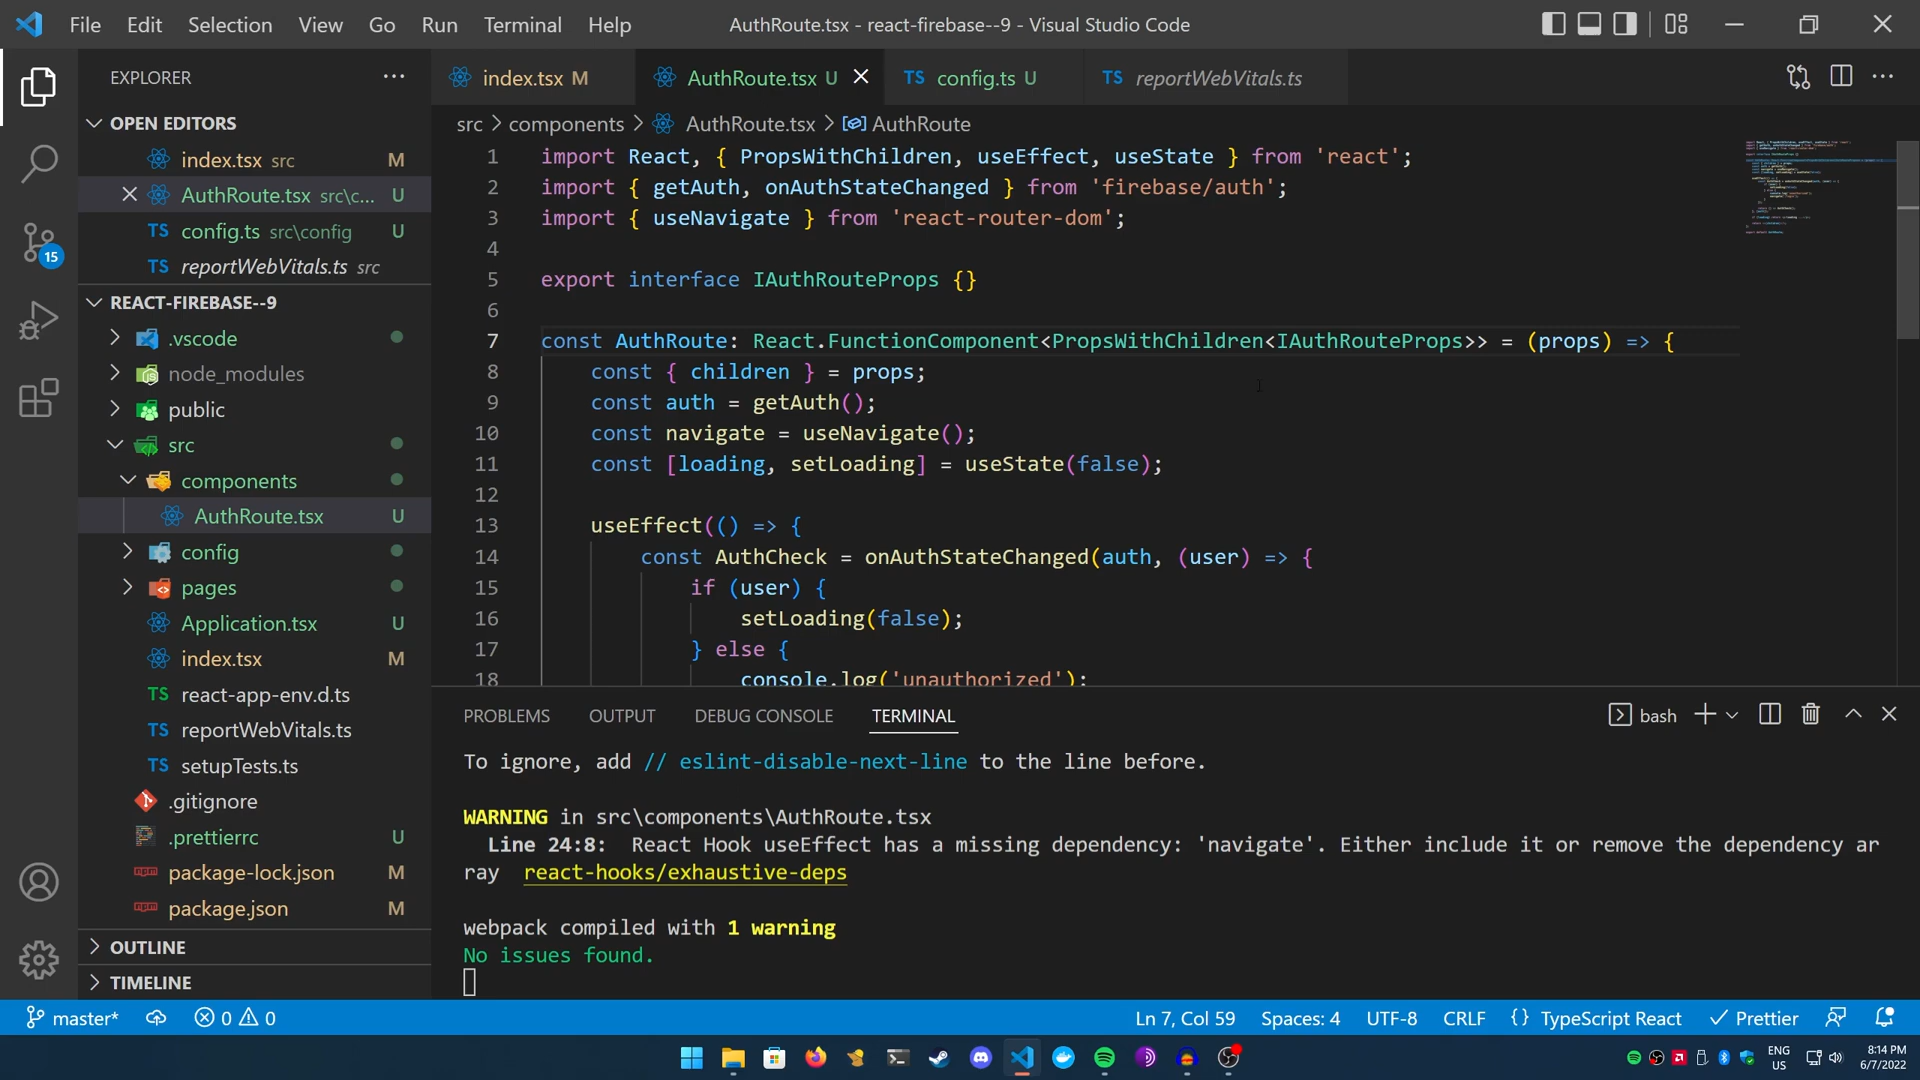 File Edit Selection View Go Run Terminal Help
AuthRoute.tsx - react-firebase--9 - Visual Studio Code
EXPLORER
OPEN EDITORS
index.tsx src M
AuthRoute.tsx src\c... U
config.ts src\config U
reportWebVitals.ts src
15
REACT-FIREBASE--9
.vscode
node_modules
public
src
components
AuthRoute.tsx U
config
pages
Application.tsx U
index.tsx M
react-app-env.d.ts
reportWebVitals.ts
setupTests.ts
.gitignore
.prettierrc U
package-lock.json M
package.json M
OUTLINE
TIMELINE
index.tsx M
AuthRoute.tsx U
TS config.ts U
TS reportWebVitals.ts
src > components > AuthRoute.tsx > AuthRoute
1 import React, { PropsWithChildren, useEffect, useState } from 'react';
2 import { getAuth, onAuthStateChanged } from 'firebase/auth';
3 import { useNavigate } from 'react-router-dom';
4
5 export interface IAuthRouteProps {}
6
7 const AuthRoute: React.FunctionComponent<PropsWithChildren<IAuthRouteProps>> = (props) => {
8 const { children } = props;
9 const auth = getAuth();
10 const navigate = useNavigate();
11 const [loading, setLoading] = useState(false);
12
13 useEffect(() => {
14 const AuthCheck = onAuthStateChanged(auth, (user) => {
15 if (user) {
16 setLoading(false);
17 } else {
18 console.log('unauthorized');
PROBLEMS OUTPUT DEBUG CONSOLE TERMINAL
bash
To ignore, add // eslint-disable-next-line to the line before.
WARNING in src\components\AuthRoute.tsx
Line 24:8: React Hook useEffect has a missing dependency: 'navigate'. Either include it or remove the dependency ar
ray react-hooks/exhaustive-deps
webpack compiled with 1 warning
No issues found.
master* 0 0
Ln 7, Col 59 Spaces: 4 UTF-8 CRLF {} TypeScript React Prettier
ENG
US
8:14 PM
6/7/2022